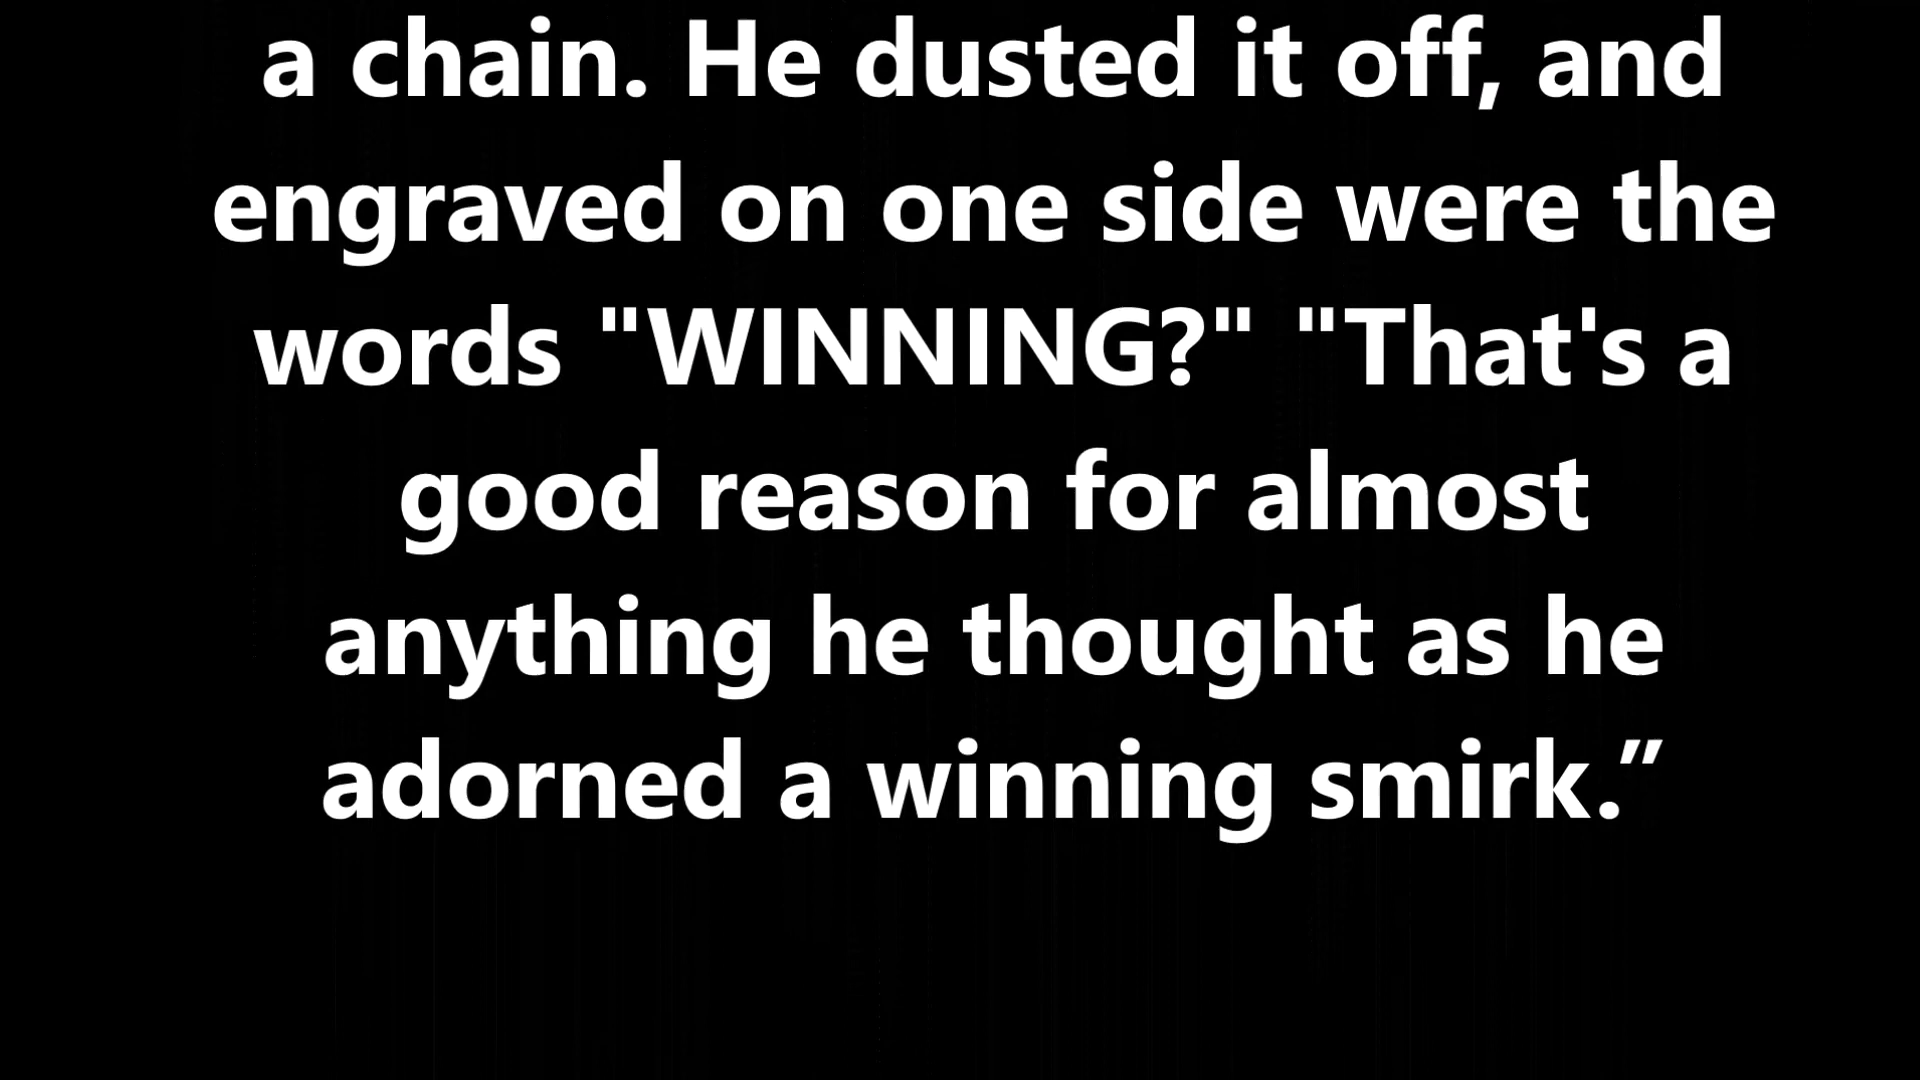 a chain. He dusted it off, and
engraved on one side were the
words "WINNING?" "That's a
good reason for almost
anything he thought as he
adorned a winning smirk.”